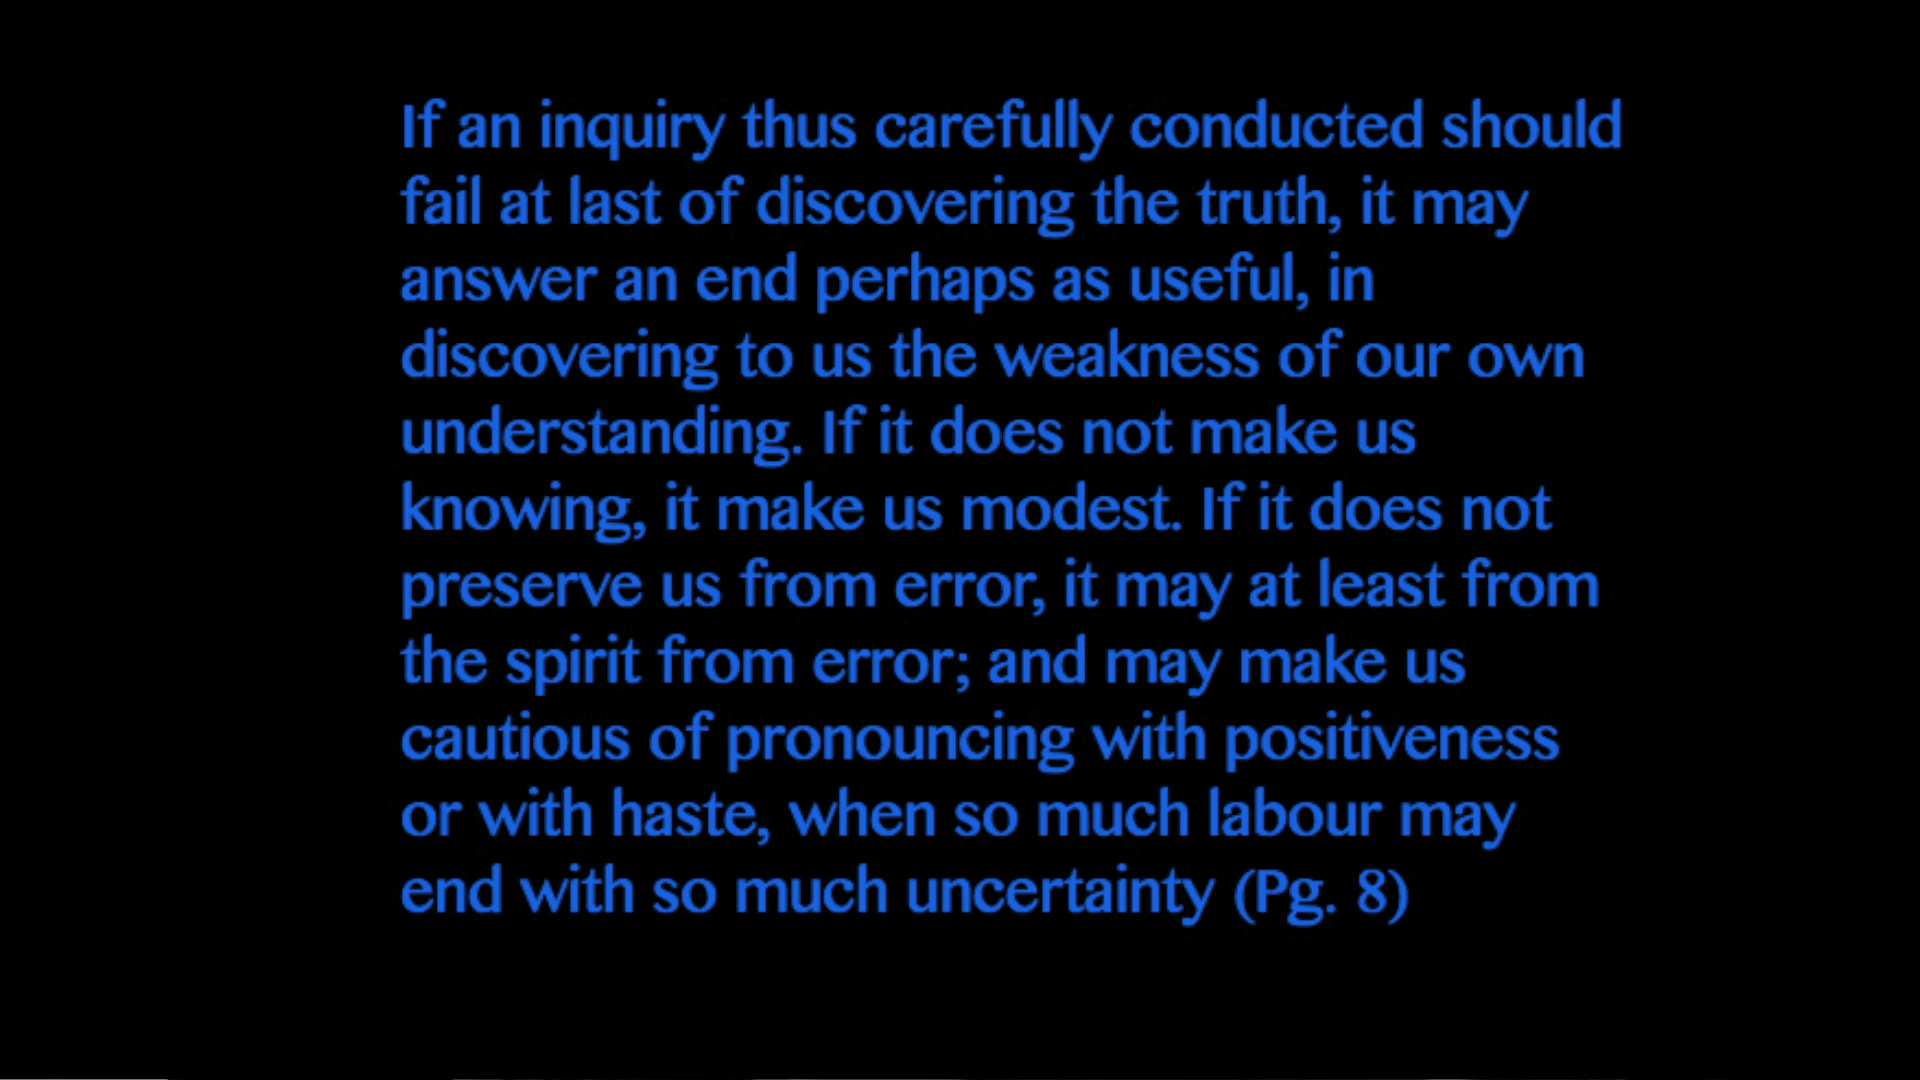 If an inquiry thus carefully conducted should
fail at last of discovering the truth, it may
answer an end perhaps as useful, in
discovering to us the weakness of our own
understanding. If it does not make us
knowing, it make us modest. If it does not
preserve us from error, it may at least from
the spirit from error; and may make us
cautious of pronouncing with positiveness
or with haste, when so much labour may
end with so much uncertainty (Pg. 8)